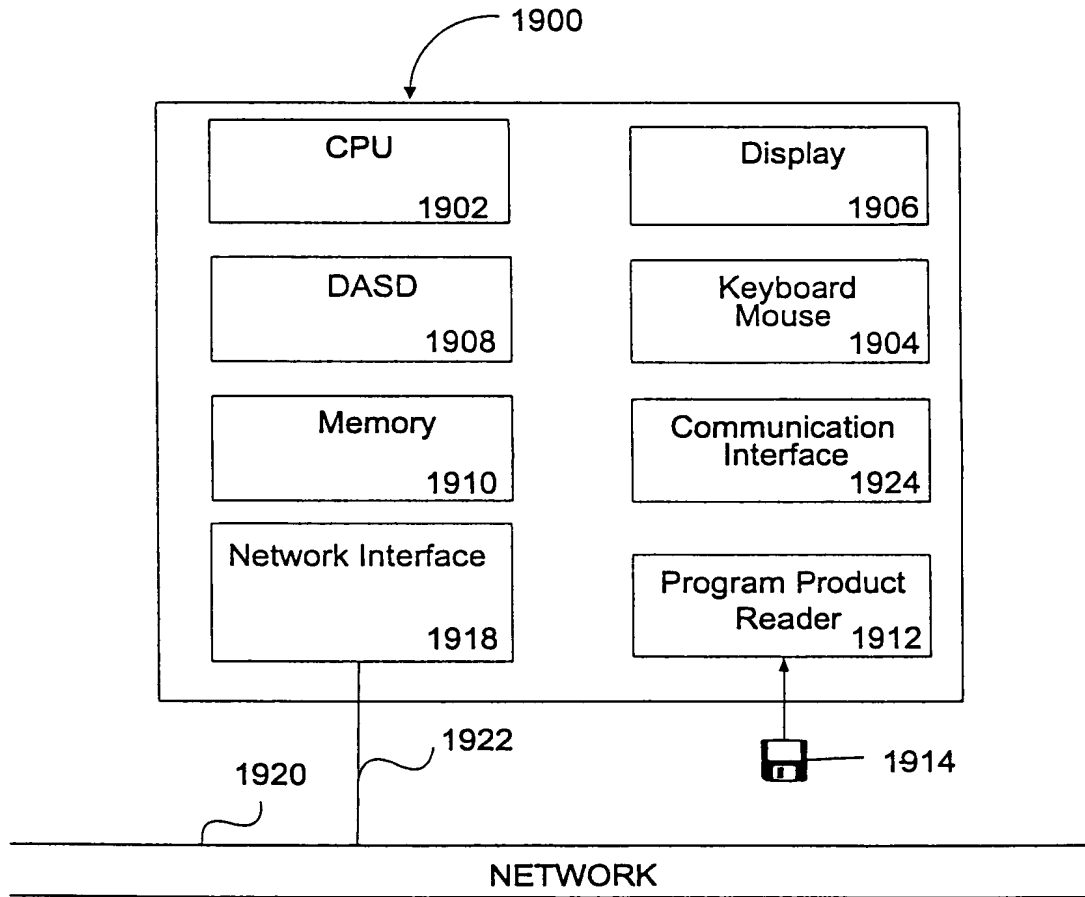 1900
CPU
1902
Display
1906
DASD
1908
Keyboard
Mouse
1904
Memory
1910
Communication
Interface
1924
Network Interface
1918
Program Product
Reader
1912
1922
1914
1920
NETWORK